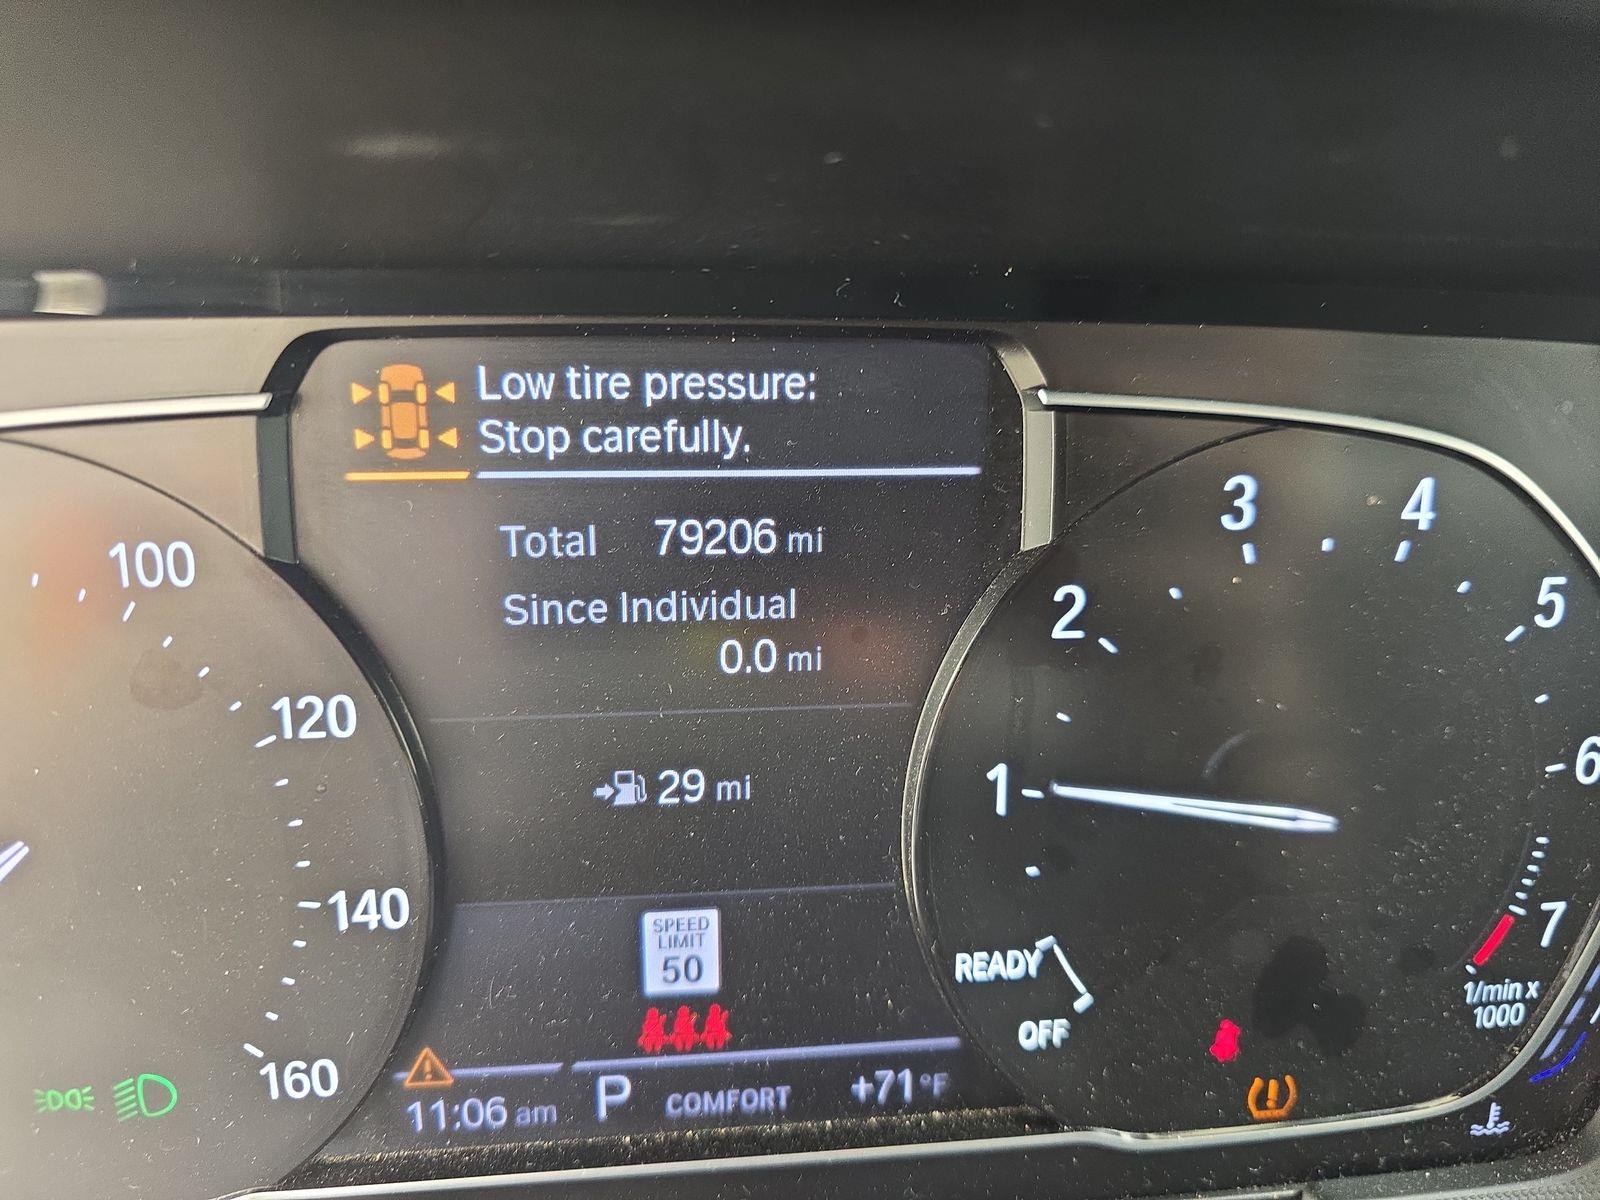 Low tire pressure:
Stop carefully.
Total 79206 mi
Since Individual
0.0 mi
29 mi
SPEED
LIMIT
50
11:06 am P COMFORT +71°F
100
120
140
160
1
2
3
4
5
6
7
1/min x
1000
READY
OFF